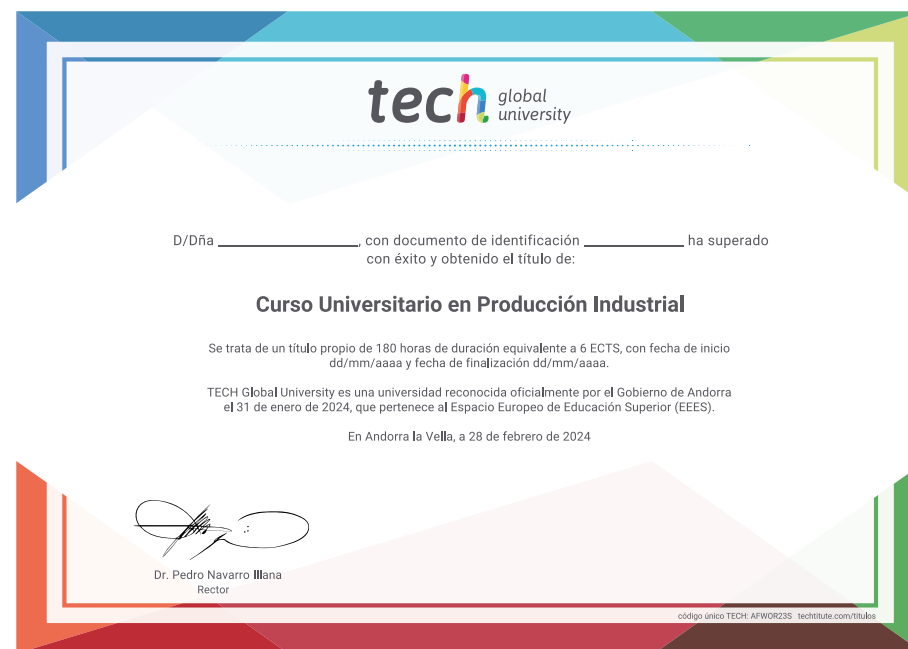 tech global university
D/Dña ____________________, con documento de identificación ______________ ha superado
con éxito y obtenido el título de:
Curso Universitario en Producción Industrial
Se trata de un título propio de 180 horas de duración equivalente a 6 ECTS, con fecha de inicio
dd/mm/aaaa y fecha de finalización dd/mm/aaaa.
TECH Global University es una universidad reconocida oficialmente por el Gobierno de Andorra
el 31 de enero de 2024, que pertenece al Espacio Europeo de Educación Superior (EEES).
En Andorra la Vella, a 28 de febrero de 2024
Dr. Pedro Navarro Illana
Rector
código único TECH: AFWOR23S techtitute.com/titulos